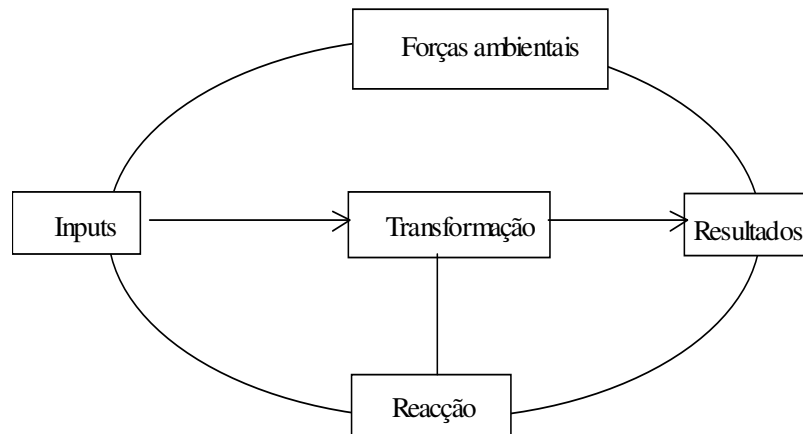 Forças ambientais
Inputs
Transformação
Resultados
Reacção